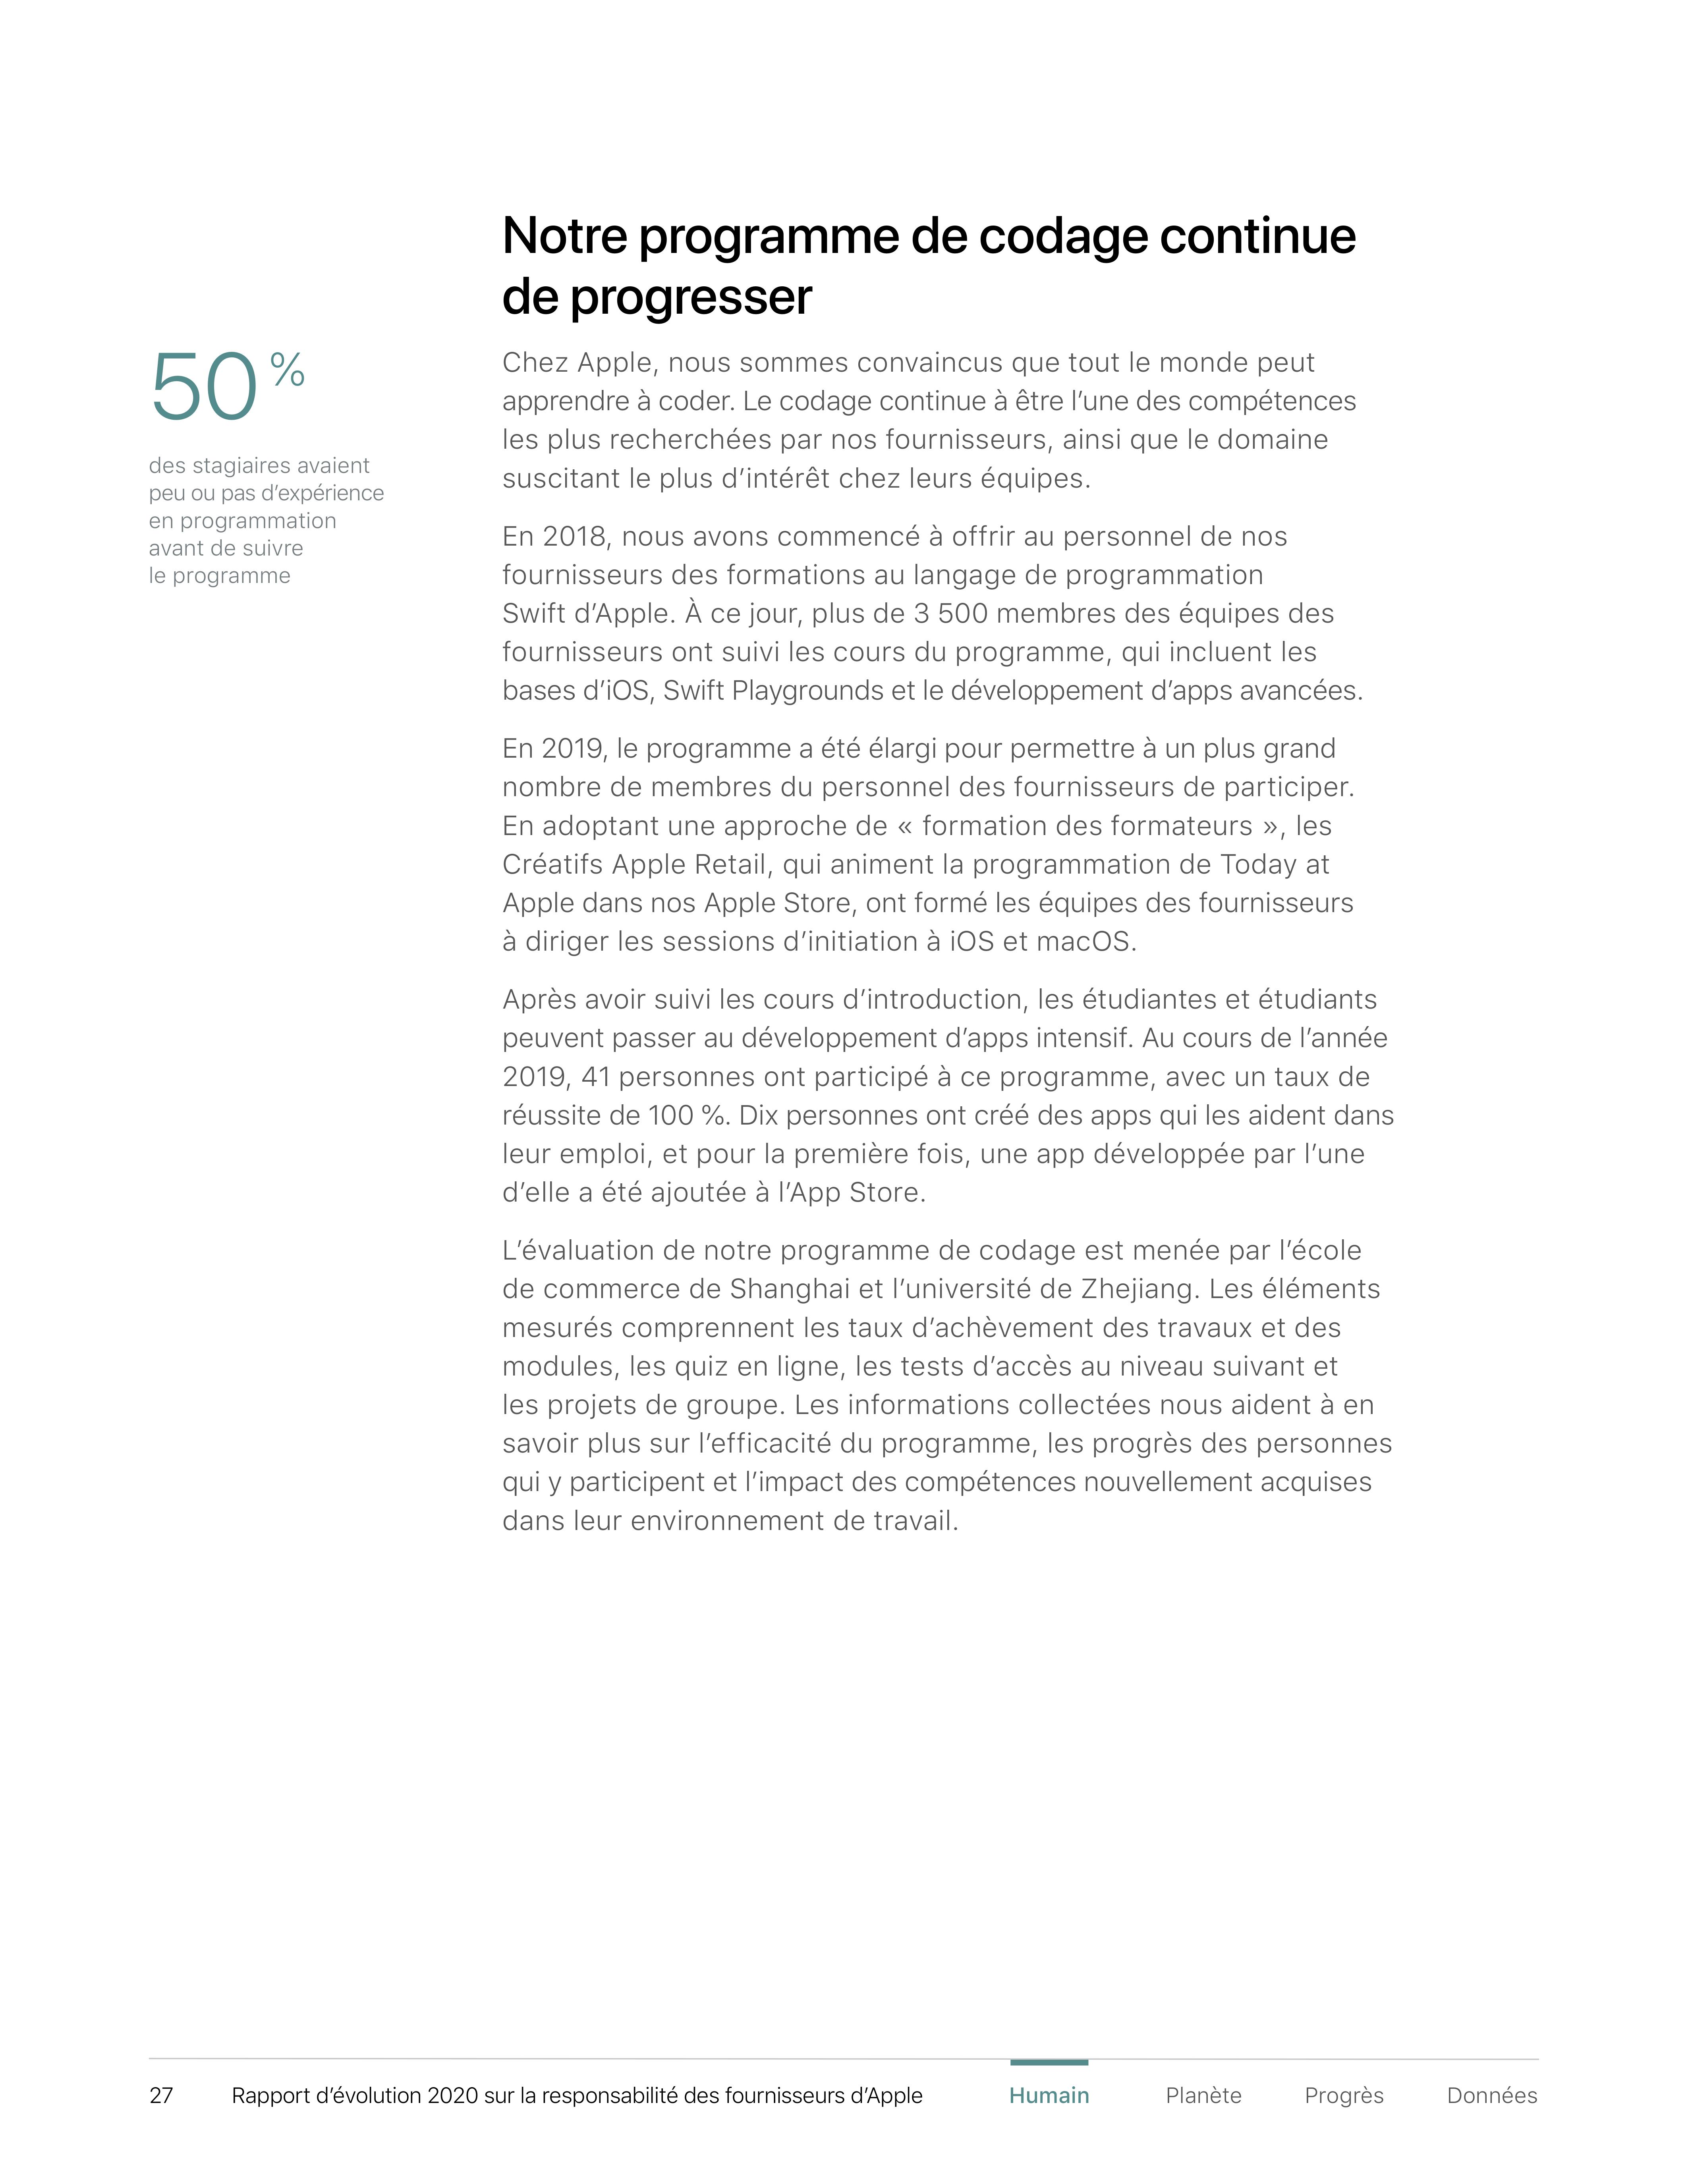 Notre programme de codage continue
de progresser
50 %
des stagiaires avaient
peu ou pas d’expérience
en programmation
avant de suivre
le programme
Chez Apple, nous sommes convaincus que tout le monde peut
apprendre à coder. Le codage continue à être l’une des compétences
les plus recherchées par nos fournisseurs, ainsi que le domaine
suscitant le plus d’intérêt chez leurs équipes.
En 2018, nous avons commencé à offrir au personnel de nos
fournisseurs des formations au langage de programmation
Swift d’Apple. À ce jour, plus de 3 500 membres des équipes des
fournisseurs ont suivi les cours du programme, qui incluent les
bases d’iOS, Swift Playgrounds et le développement d’apps avancées.
En 2019, le programme a été élargi pour permettre à un plus grand
nombre de membres du personnel des fournisseurs de participer.
En adoptant une approche de « formation des formateurs », les
Créatifs Apple Retail, qui animent la programmation de Today at
Apple dans nos Apple Store, ont formé les équipes des fournisseurs
à diriger les sessions d’initiation à iOS et macOS.
Après avoir suivi les cours d’introduction, les étudiantes et étudiants
peuvent passer au développement d’apps intensif. Au cours de l’année
2019, 41 personnes ont participé à ce programme, avec un taux de
réussite de 100 %. Dix personnes ont créé des apps qui les aident dans
leur emploi, et pour la première fois, une app développée par l’une
d’elle a été ajoutée à l’App Store.
L’évaluation de notre programme de codage est menée par l’école
de commerce de Shanghai et l’université de Zhejiang. Les éléments
mesurés comprennent les taux d’achèvement des travaux et des
modules, les quiz en ligne, les tests d’accès au niveau suivant et
les projets de groupe. Les informations collectées nous aident à en
savoir plus sur l’efficacité du programme, les progrès des personnes
qui y participent et l’impact des compétences nouvellement acquises
dans leur environnement de travail.
27 Rapport d’évolution 2020 sur la responsabilité des fournisseurs d’Apple Humain Planète Progrès Données